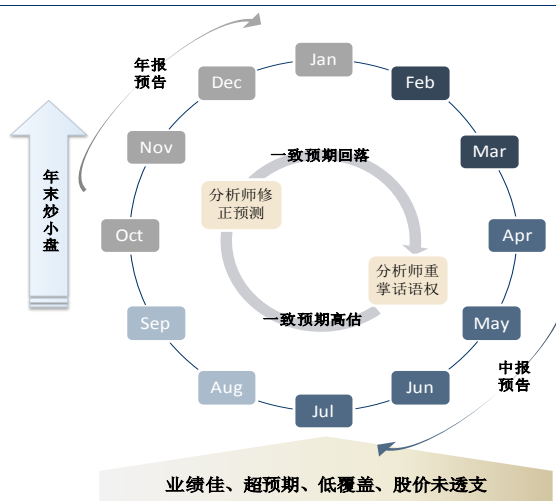 年报
预告
Jan
Feb
Mar
Apr
May
Jun
Jul
Aug
Sep
Oct
Nov
Dec
年末炒小盘
一致预期回落
分析师修
正预测
分析师重
掌话语权
一致预期高估
中报
预告
业绩佳、超预期、低覆盖、股价未透支